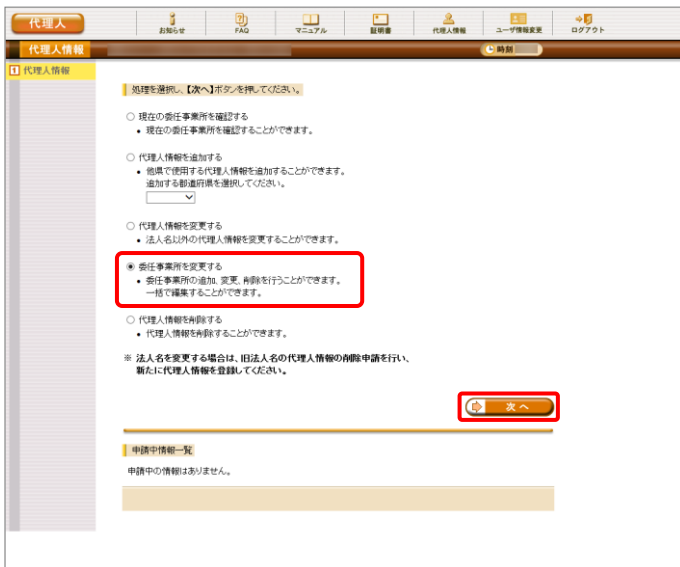 代理人
お知らせ
FAQ
マニュアル
証明書
代理人情報
ユーザ情報変更
ログアウト
代理人情報
時刻
1 代理人情報
処理を選択し、【次へ】ボタンを押してください。
○ 現在の委任事業所を確認する
• 現在の委任事業所を確認することができます。
○ 代理人情報を追加する
• 他県で使用する代理人情報を追加することができます。
追加する都道府県を選択してください。
○ 代理人情報を変更する
• 法人名以外の代理人情報を変更することができます。
◉ 委任事業所を変更する
• 委任事業所の追加、変更、削除を行うことができます。
一括で編集することができます。
○ 代理人情報を削除する
• 代理人情報を削除することができます。
※ 法人名を変更する場合は、旧法人名の代理人情報の削除申請を行い、
新たに代理人情報を登録してください。
次へ
申請中情報一覧
申請中の情報はありません。